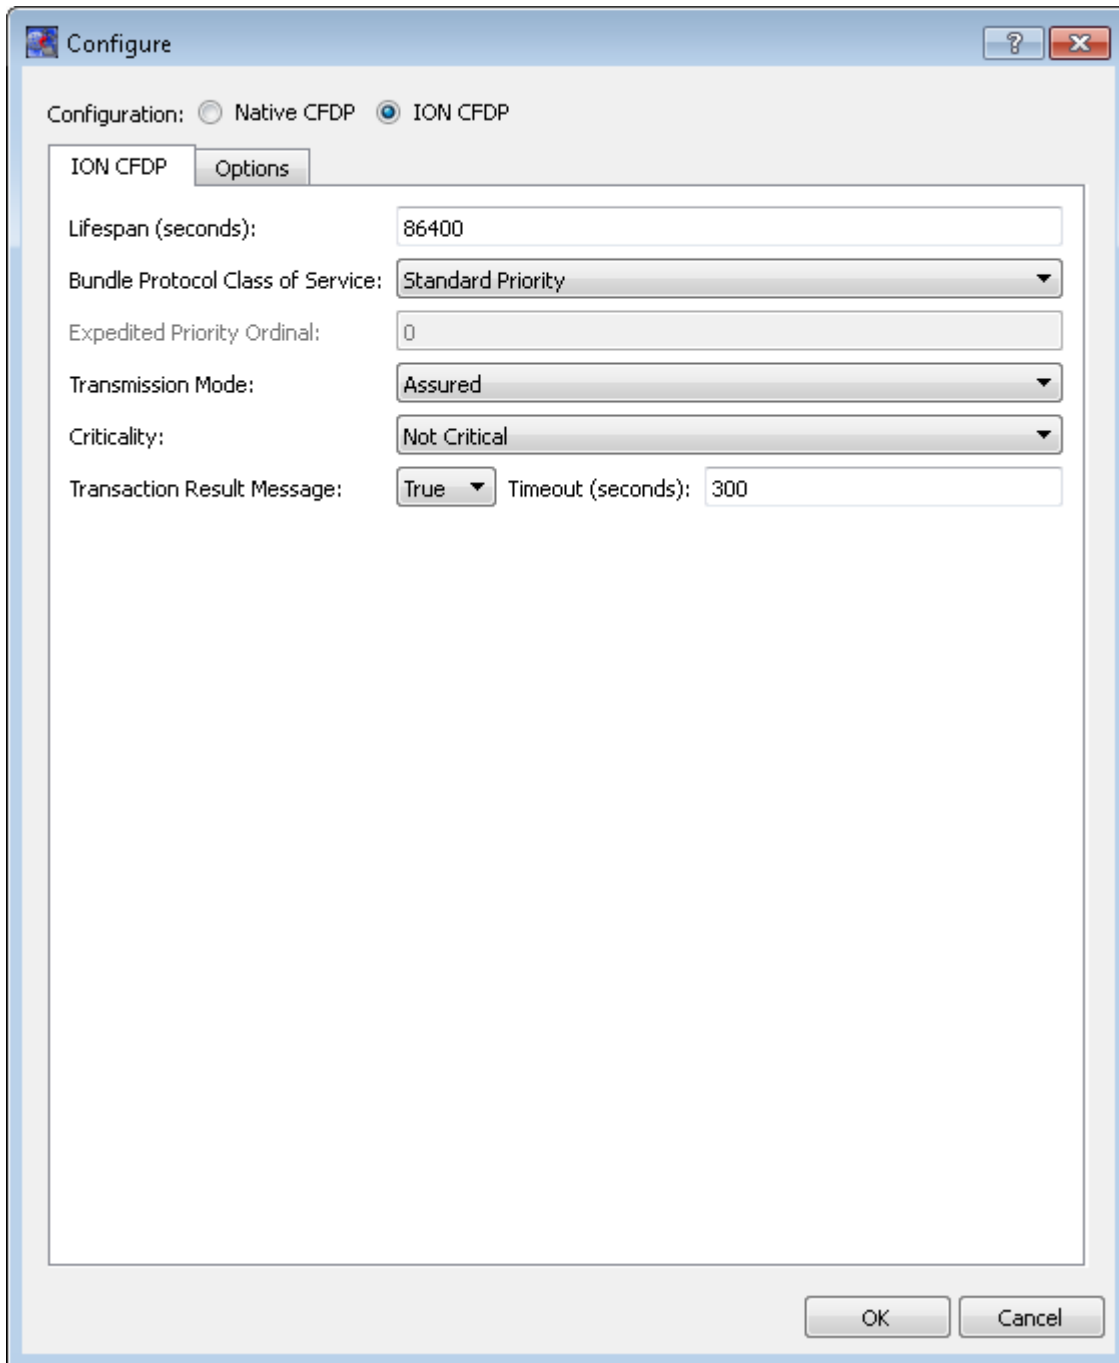 Configure
Configuration: Native CFDP ION CFDP
ION CFDP Options
Lifespan (seconds): 86400
Bundle Protocol Class of Service: Standard Priority
Expedited Priority Ordinal: 0
Transmission Mode: Assured
Criticality: Not Critical
Transaction Result Message: True Timeout (seconds): 300
OK Cancel